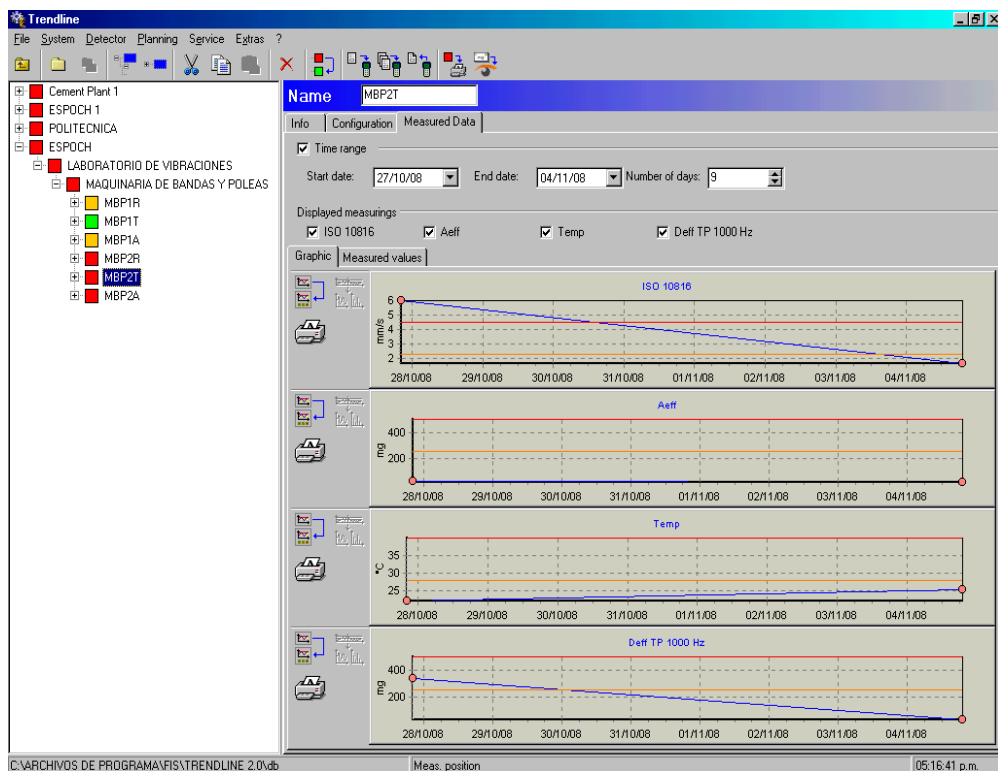 Trendline
File System Detector Planning Service Extras ?
Cement Plant 1
ESPOCH 1
POLITECNICA
ESPOCH
LABORATORIO DE VIBRACIONES
MAQUINARIA DE BANDAS Y POLEAS
MBP1R
MBP1T
MBP1A
MBP2R
MBP2T
MBP2A
Name MBP2T
Info Configuration Measured Data
Time range
Start date: 27/10/08 End date: 04/11/08 Number of days: 9
Displayed measurings
ISO 10816 Aeff Temp Deff TP 1000 Hz
Graphic Measured values
ISO 10816
mm/s
6
5
4
3
2
28/10/08 29/10/08 30/10/08 31/10/08 01/11/08 02/11/08 03/11/08 04/11/08
Aeff
mg
400
200
28/10/08 29/10/08 30/10/08 31/10/08 01/11/08 02/11/08 03/11/08 04/11/08
Temp
°C
35
30
25
28/10/08 29/10/08 30/10/08 31/10/08 01/11/08 02/11/08 03/11/08 04/11/08
Deff TP 1000 Hz
mg
400
200
28/10/08 29/10/08 30/10/08 31/10/08 01/11/08 02/11/08 03/11/08 04/11/08
C:\ARCHIVOS DE PROGRAMA\FIS\TRENDLINE 2.0\db Meas. position 05:16:41 p.m.